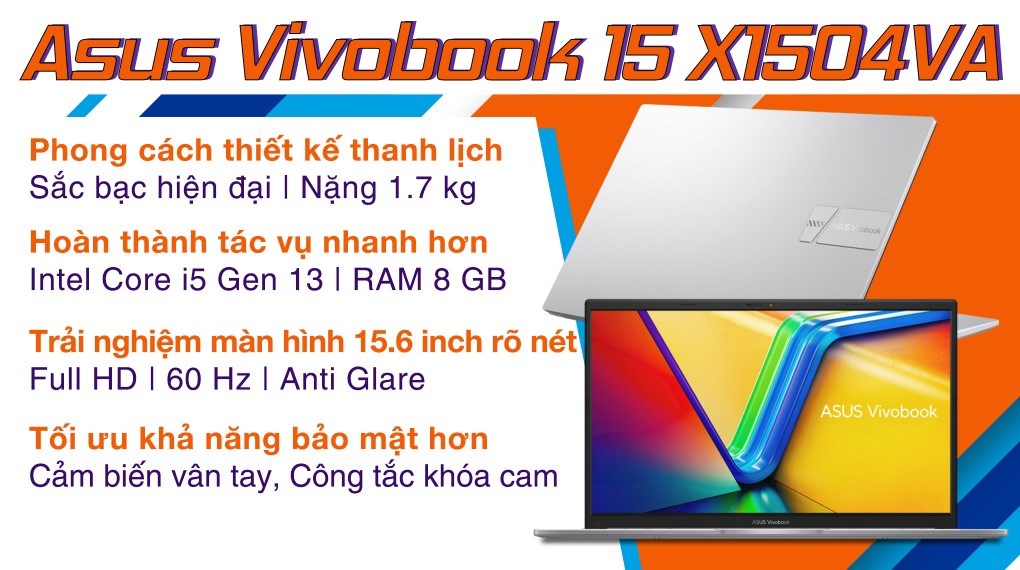 Asus Vivobook 15 X1504VA
Phong cách thiết kế thanh lịch
Sắc bạc hiện đại | Nặng 1.7 kg
Hoàn thành tác vụ nhanh hơn
Intel Core i5 Gen 13 | RAM 8 GB
Trải nghiệm màn hình 15.6 inch rõ nét
Full HD | 60 Hz | Anti Glare
Tối ưu khả năng bảo mật hơn
Cảm biến vân tay, Công tắc khóa cam
ASUS Vivobook
ASUS Vivobook
ASUS Vivobook